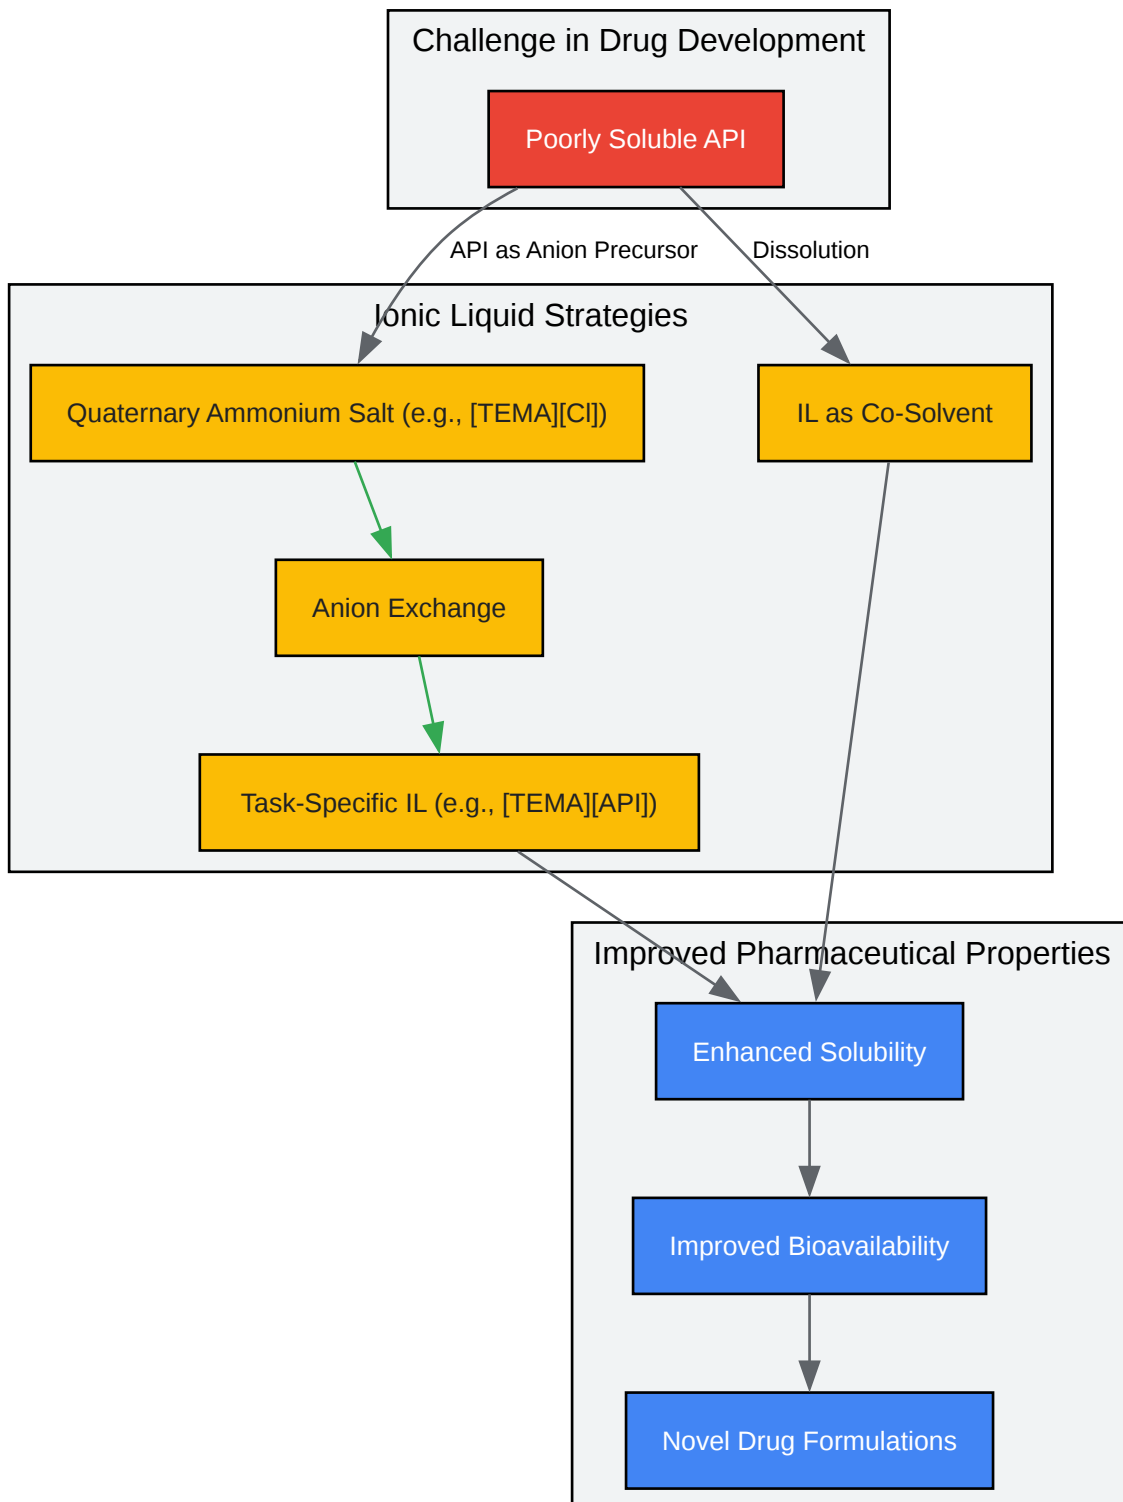 Challenge in Drug Development
Poorly Soluble API
API as Anion Precursor
Dissolution
Ionic Liquid Strategies
Quaternary Ammonium Salt (e.g., [TEMA][Cl])
IL as Co-Solvent
Anion Exchange
Task-Specific IL (e.g., [TEMA][API])
Improved Pharmaceutical Properties
Enhanced Solubility
Improved Bioavailability
Novel Drug Formulations